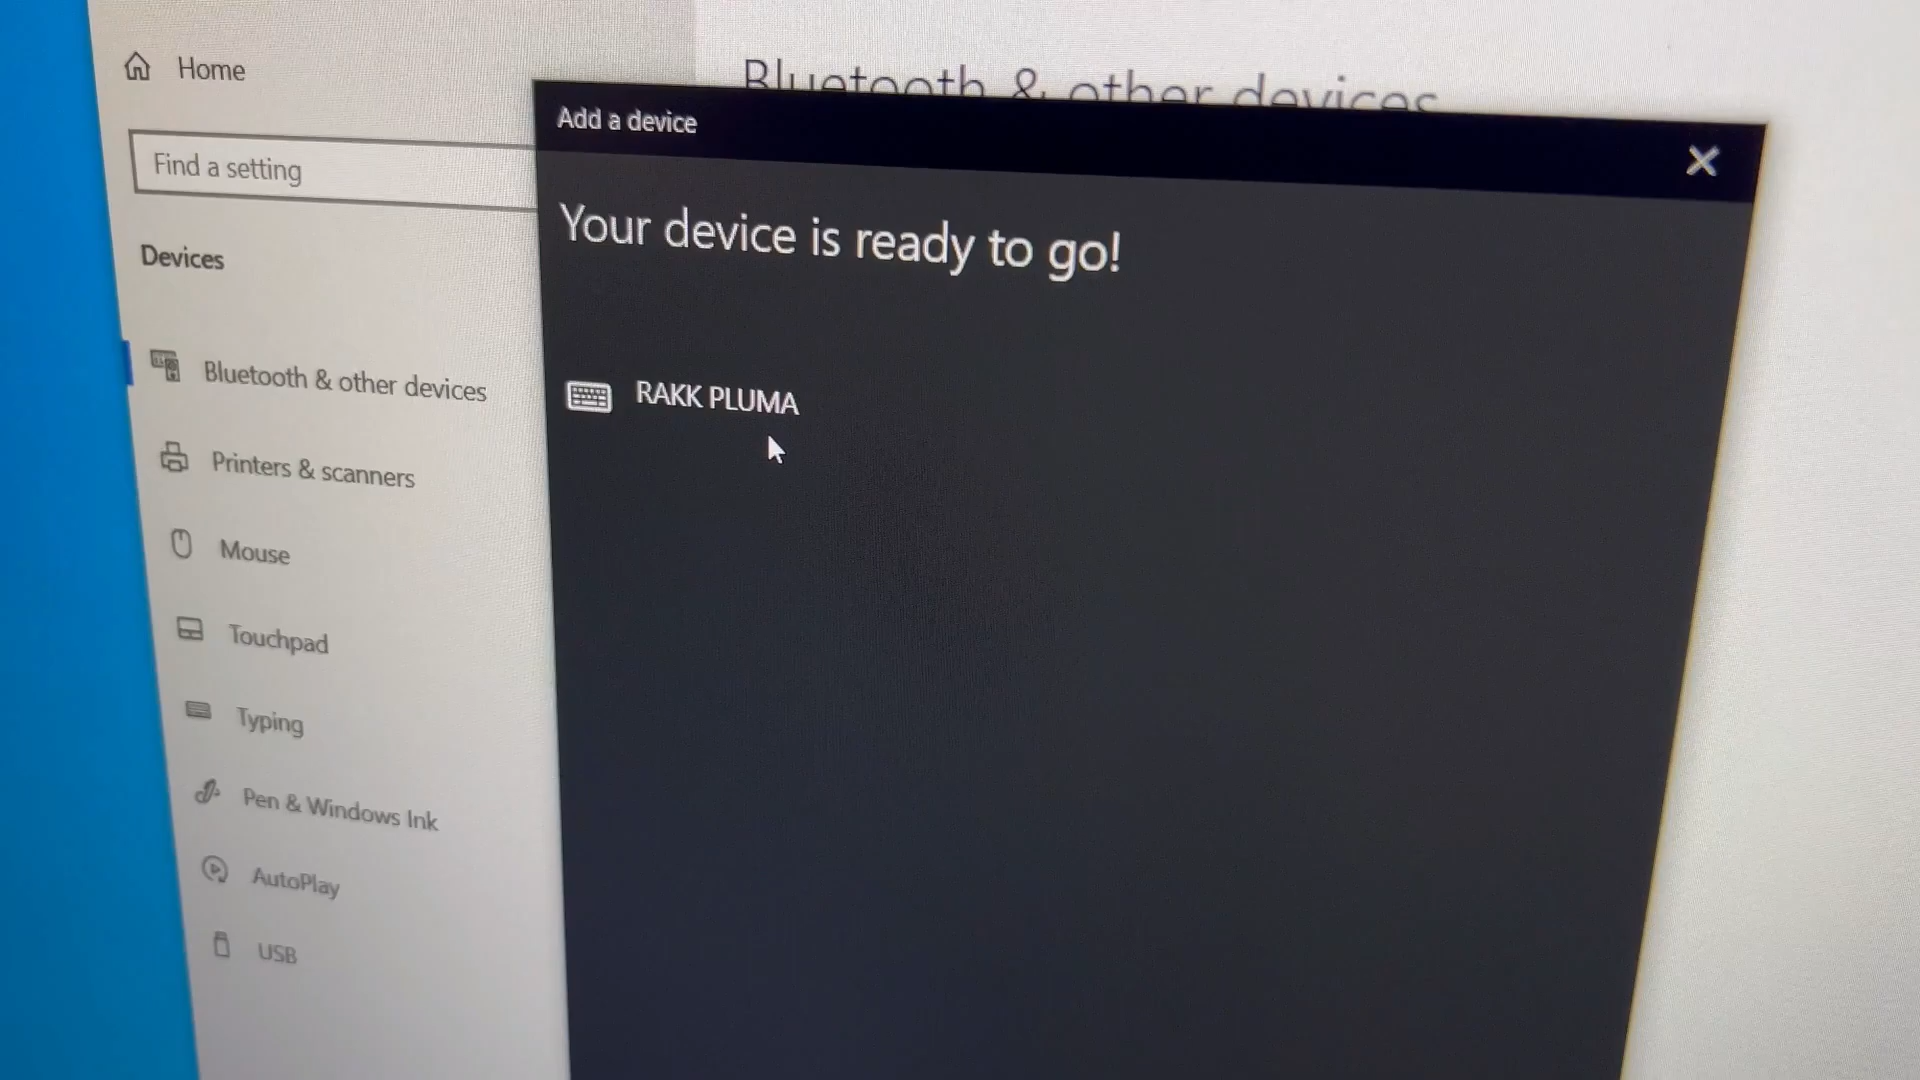 Home
Find a setting
Devices
Bluetooth & other devices
Printers & scanners
Mouse
Touchpad
Typing
Pen & Windows Ink
AutoPlay
USB
Bluetooth & other devices
Add a device
Your device is ready to go!
RAKK PLUMA